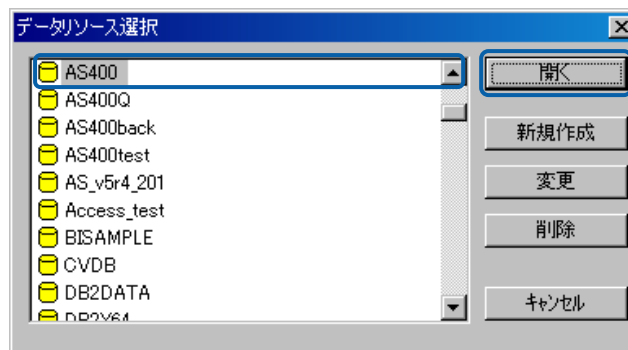 データソース選択
AS400
AS400Q
AS400back
AS400test
AS_v5r4_201
Access_test
BISAMPLE
CVDB
DB2DATA
DB2Y64
開く
新規作成
変更
削除
キャンセル